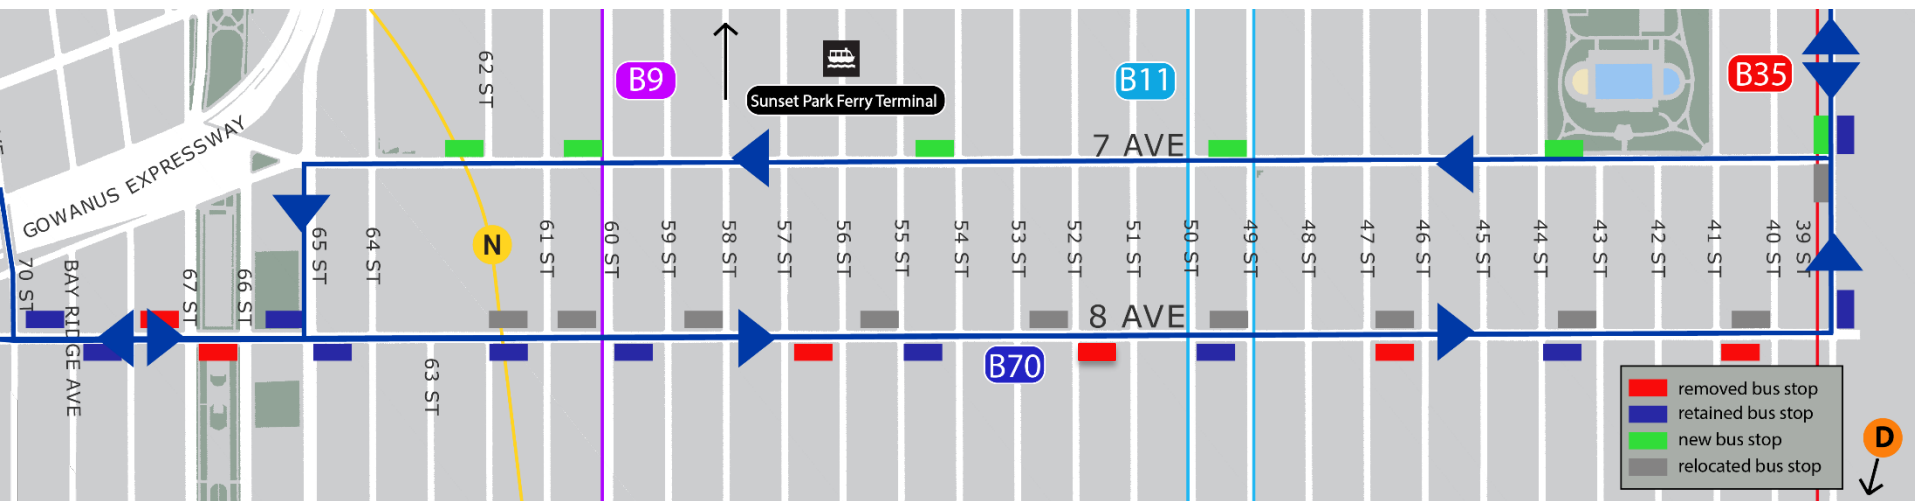 62 ST
B9
Sunset Park Ferry Terminal
B11
B35
GOWANUS EXPRESSWAY
7 AVE
70 ST
BAY RIDGE AVE
67 ST
66 ST
65 ST
64 ST
63 ST
N
61 ST
60 ST
59 ST
58 ST
57 ST
56 ST
55 ST
54 ST
53 ST
52 ST
51 ST
50 ST
49 ST
48 ST
47 ST
46 ST
45 ST
44 ST
43 ST
42 ST
41 ST
40 ST
39 ST
8 AVE
B70
removed bus stop
retained bus stop
new bus stop
relocated bus stop
D